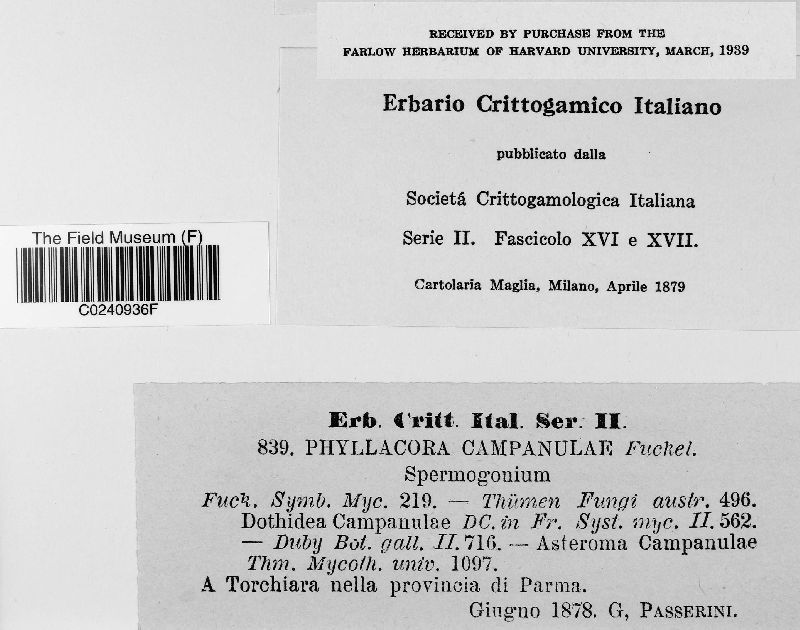 RECEIVED BY PURCHASE FROM THE
FARLOW HERBARIUM OF HARVARD UNIVERSITY, MARCH, 1939
Erbario Crittogamico Italiano
pubblicato dalla
Societá Crittogamologica Italiana
Serie II. Fascicolo XVI e XVII.
Cartolaria Maglia, Milano, Aprile 1879
The Field Museum (F)
C0240936F
Erb. Critt. Ital. Ser. II.
839. PHYLLACORA CAMPANULAE Fuckel.
Spermogonium
Fuck. Symb. Myc. 219. — Thümen Fungi austr. 496.
Dothidea Campanulae DC. in Fr. Syst. myc. II. 562.
— Duby Bot. gall. II. 716. — Asteroma Campanulae
Thm. Mycoth. univ. 1097.
A Torchiara nella provincia di Parma.
Giugno 1878. G, PASSERINI.